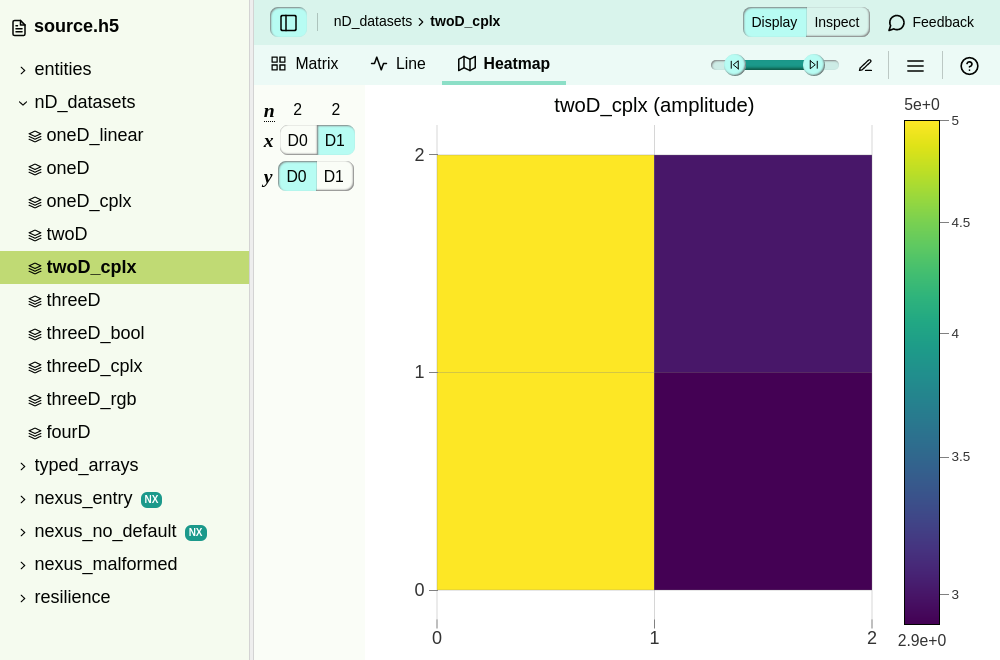 source.h5
entities
nD_datasets
oneD_linear
oneD
oneD_cplx
twoD
twoD_cplx
threeD
threeD_bool
threeD_cplx
threeD_rgb
fourD
typed_arrays
nexus_entry NX
nexus_no_default NX
nexus_malformed
resilience
nD_datasets > twoD_cplx
Display Inspect Feedback
Matrix Line Heatmap
n 2 2
x D0 D1
y D0 D1
twoD_cplx (amplitude)
2
1
0
0 1 2
5e+0
5
4.5
4
3.5
3
2.9e+0